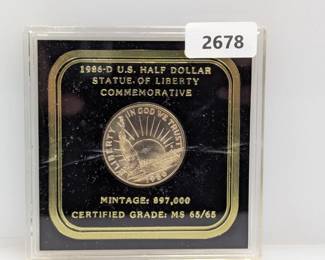 2678
1986-D U.S. HALF DOLLAR
STATUE OF LIBERTY
COMMEMORATIVE
LIBERTY
IN GOD WE TRUST
1986
MINTAGE: 897,000
CERTIFIED GRADE: MS 65/65